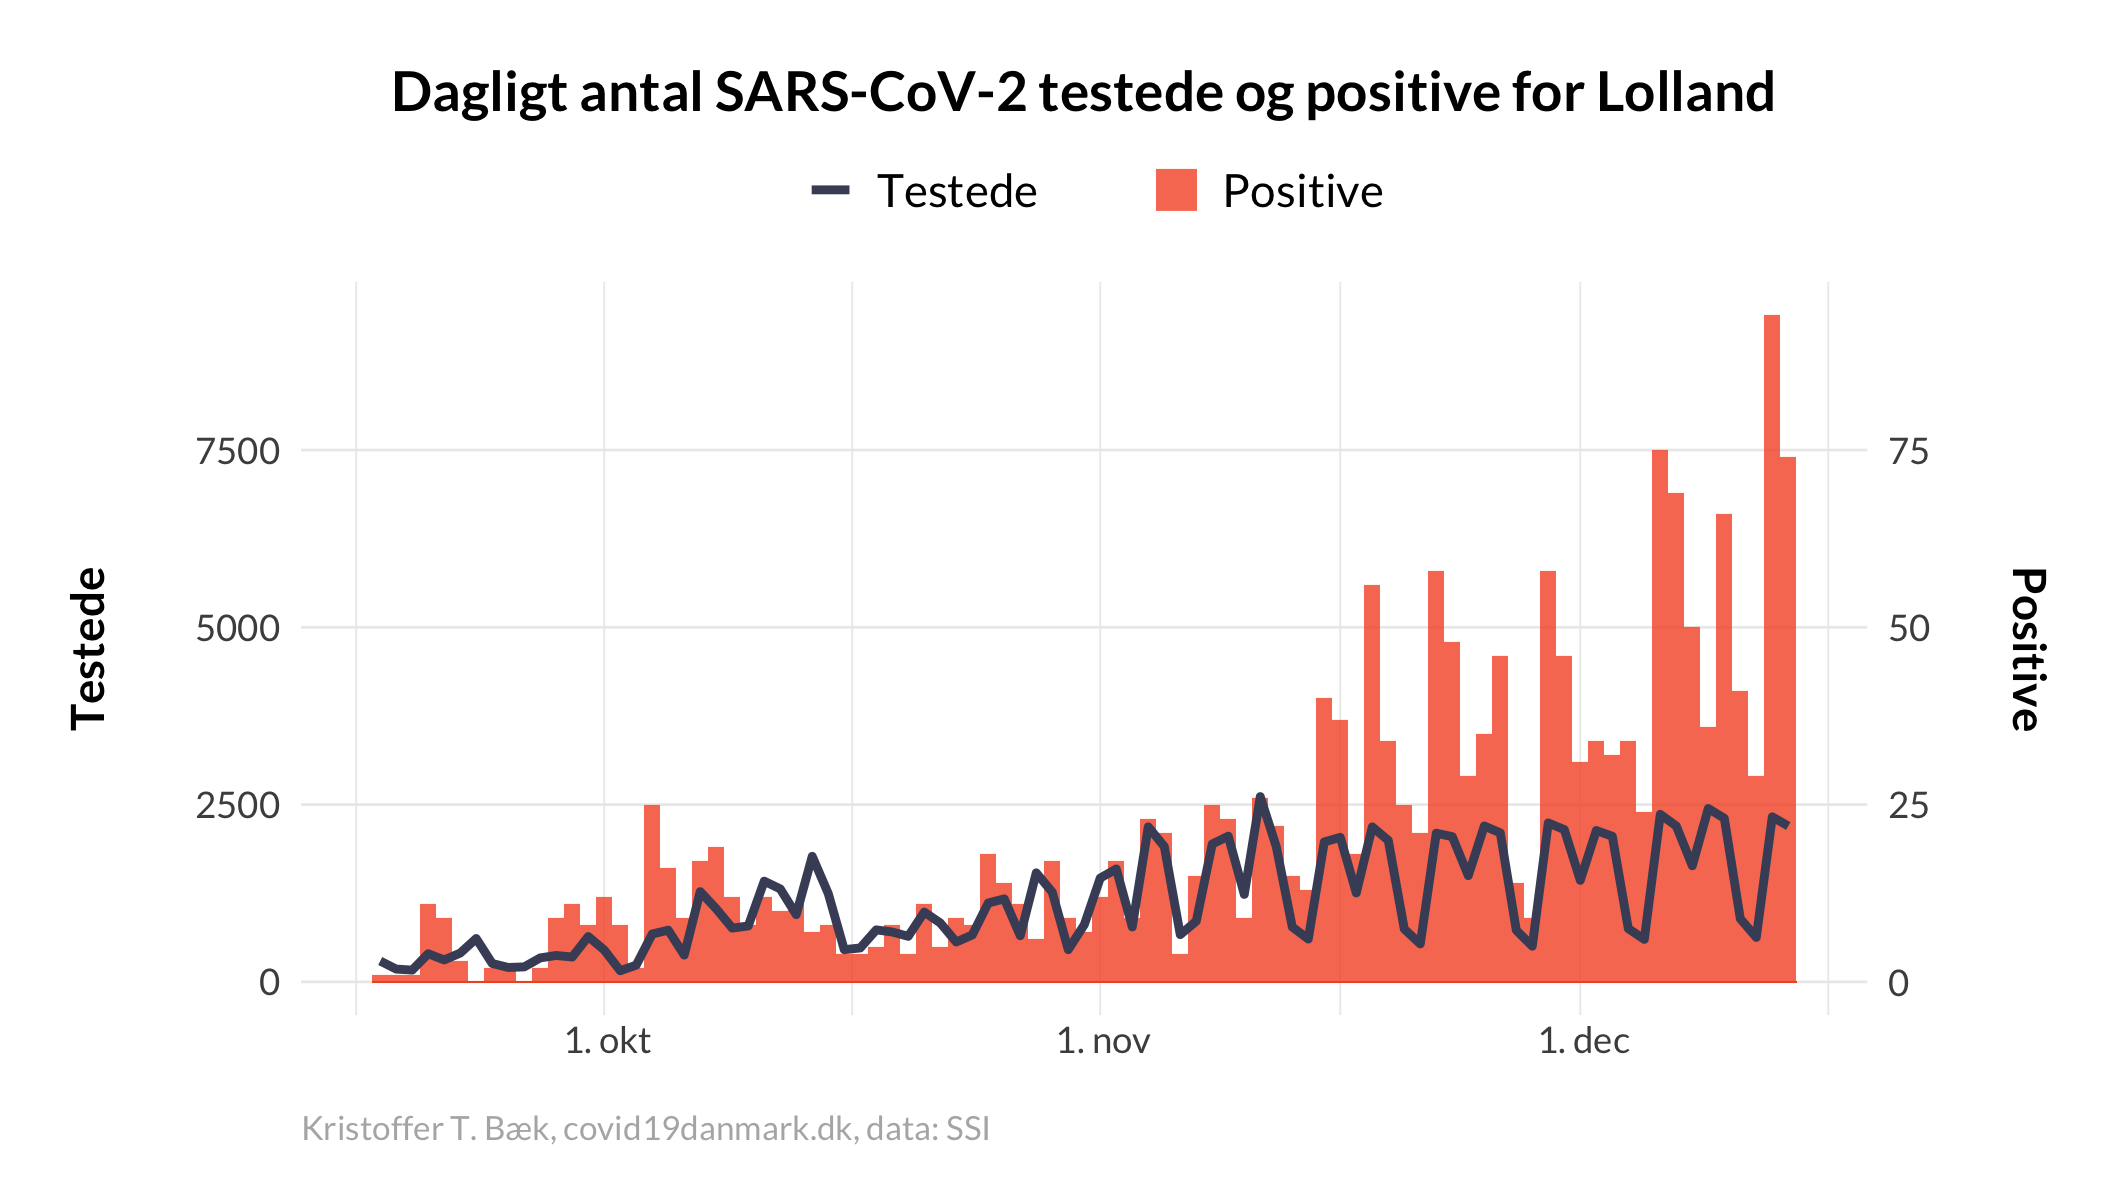 Dagligt antal SARS-CoV-2 testede og positive for Lolland
Testede Positive
7500 75
5000 50
2500 25
0 0
Testede
Positive
1. okt 1. nov 1. dec
Kristoffer T. Bæk, covid19danmark.dk, data: SSI